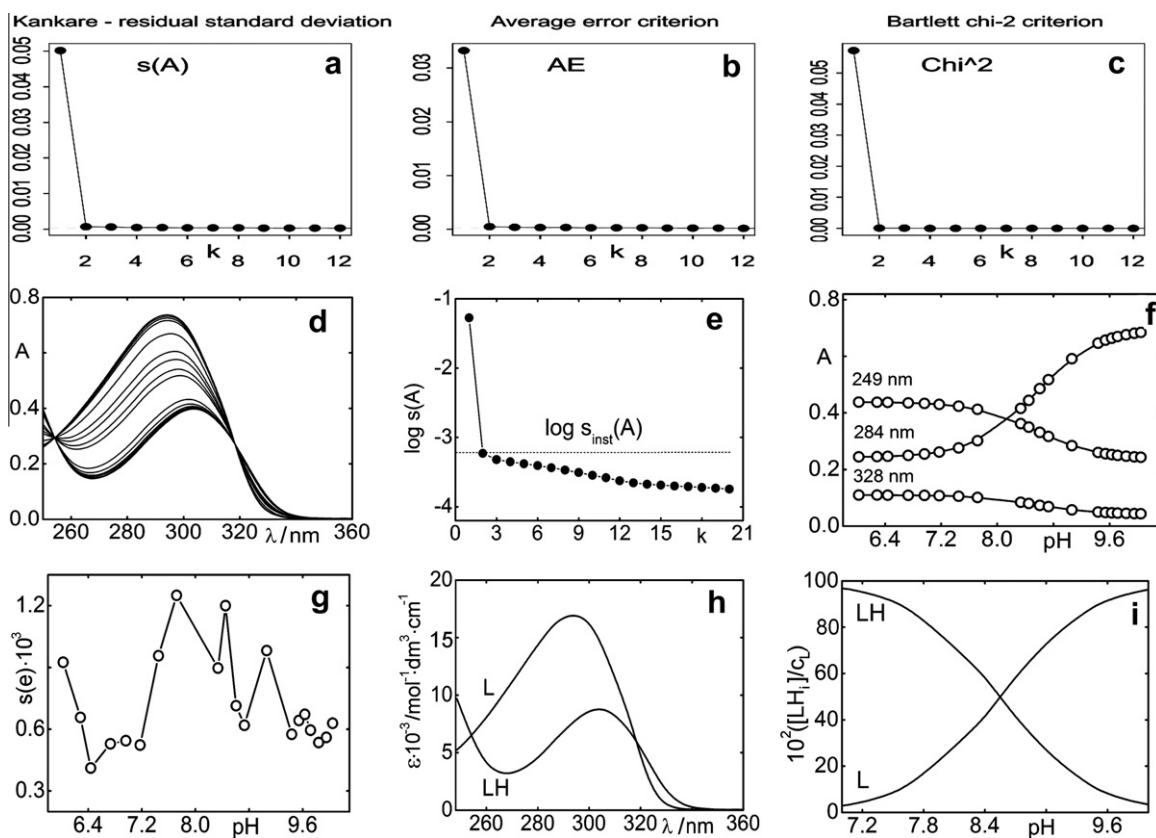 Kankare - residual standard deviation
Average error criterion
Bartlett chi-2 criterion
0.05
0.04
0.03
0.02
0.01
0.00
s(A)
a
2 4 6 8 10 12
k
0.03
0.02
0.01
0.00
AE
b
2 4 6 8 10 12
k
0.05
0.04
0.03
0.02
0.01
0.00
Chi^2
c
2 4 6 8 10 12
k
0.8
A
0.4
0.2
0.0
d
260 280 300 320 360
λ/nm
-1
-2
-3
-4
log s(A)
e
log s_inst(A)
0 3 6 9 12 15 21
k
0.8
A
0.4
0.2
0.0
f
249 nm
284 nm
328 nm
6.4 7.2 8.0 9.6
pH
1.2
0.6
0.3
s(e)·10³
g
6.4 7.2 8.0 9.6
pH
20
15
10
5
0
ε·10⁻³/mol⁻¹·dm³·cm⁻¹
h
L
LH
260 280 300 320 360
λ/nm
100
80
60
40
20
0
10²([LHᵢ]/c_L)
i
LH
L
7.2 7.8 8.4 9.6
pH